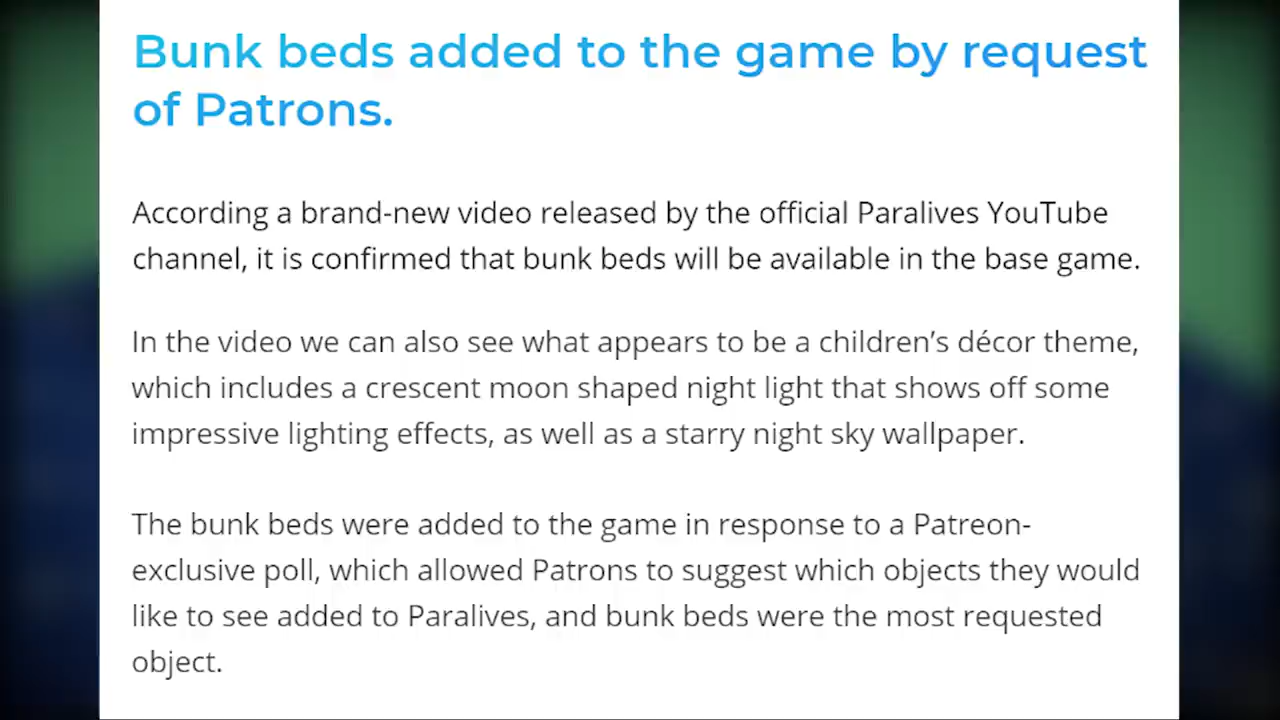 Bunk beds added to the game by request
of Patrons.
According a brand-new video released by the official Paralives YouTube
channel, it is confirmed that bunk beds will be available in the base game.
In the video we can also see what appears to be a children’s décor theme,
which includes a crescent moon shaped night light that shows off some
impressive lighting effects, as well as a starry night sky wallpaper.
The bunk beds were added to the game in response to a Patreon-
exclusive poll, which allowed Patrons to suggest which objects they would
like to see added to Paralives, and bunk beds were the most requested
object.